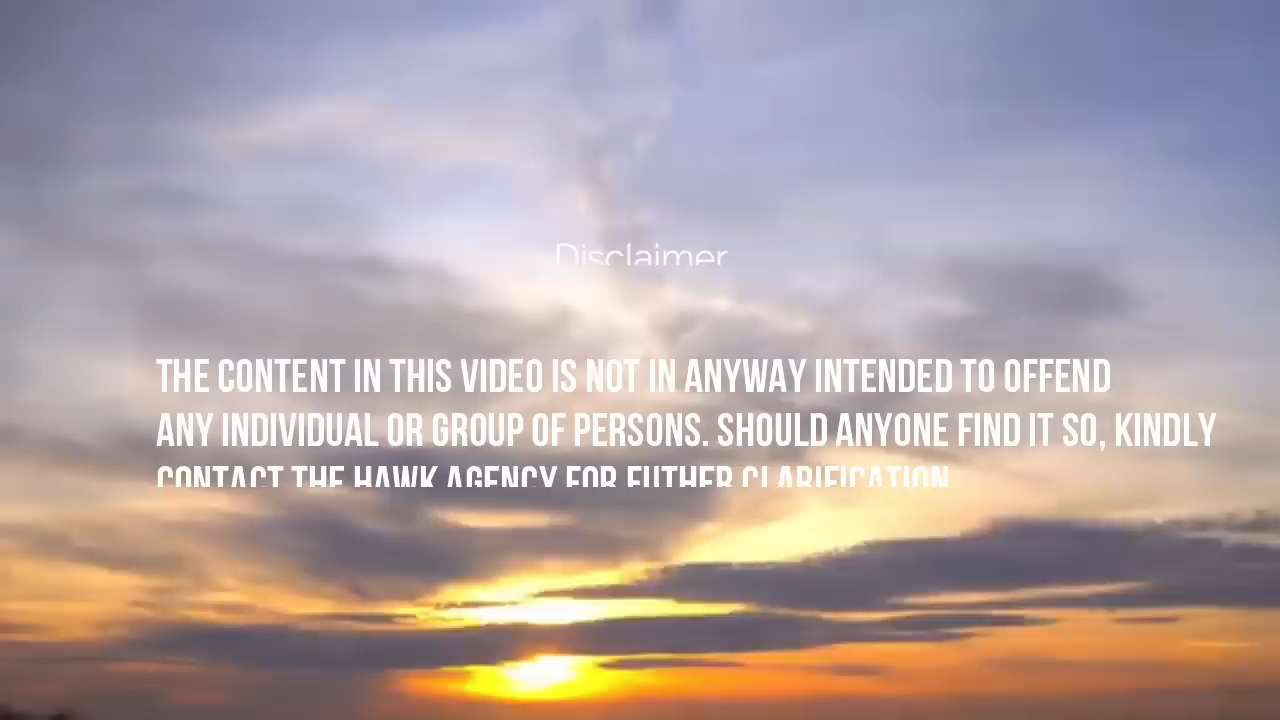 Disclaimer
THE CONTENT IN THIS VIDEO IS NOT IN ANYWAY INTENDED TO OFFEND
ANY INDIVIDUAL OR GROUP OF PERSONS. SHOULD ANYONE FIND IT SO, KINDLY
CONTACT THE HAWK AGENCY FOR FUTHER CLARIFICATION